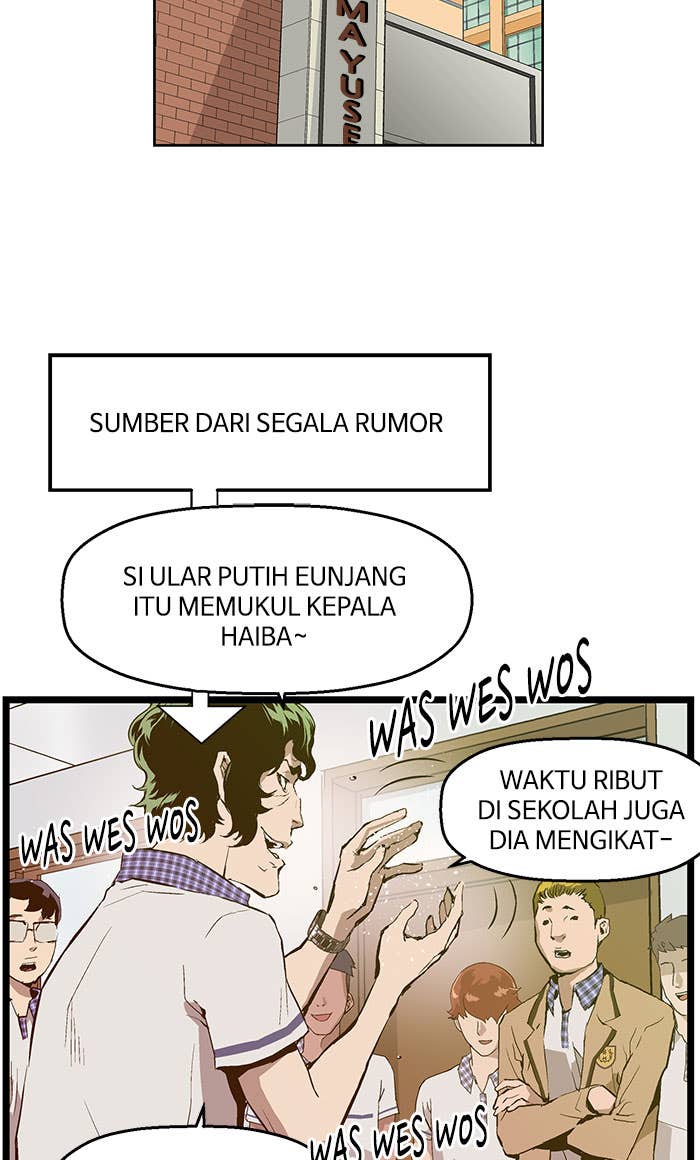 MAYUSE
SUMBER DARI SEGALA RUMOR
SI ULAR PUTIH EUNJANG
ITU MEMUKUL KEPALA
HAIBA~
WAS WES WOS
WAKTU RIBUT
DI SEKOLAH JUGA
DIA MENGIKAT~
WAS WES WOS
WAS WES WOS